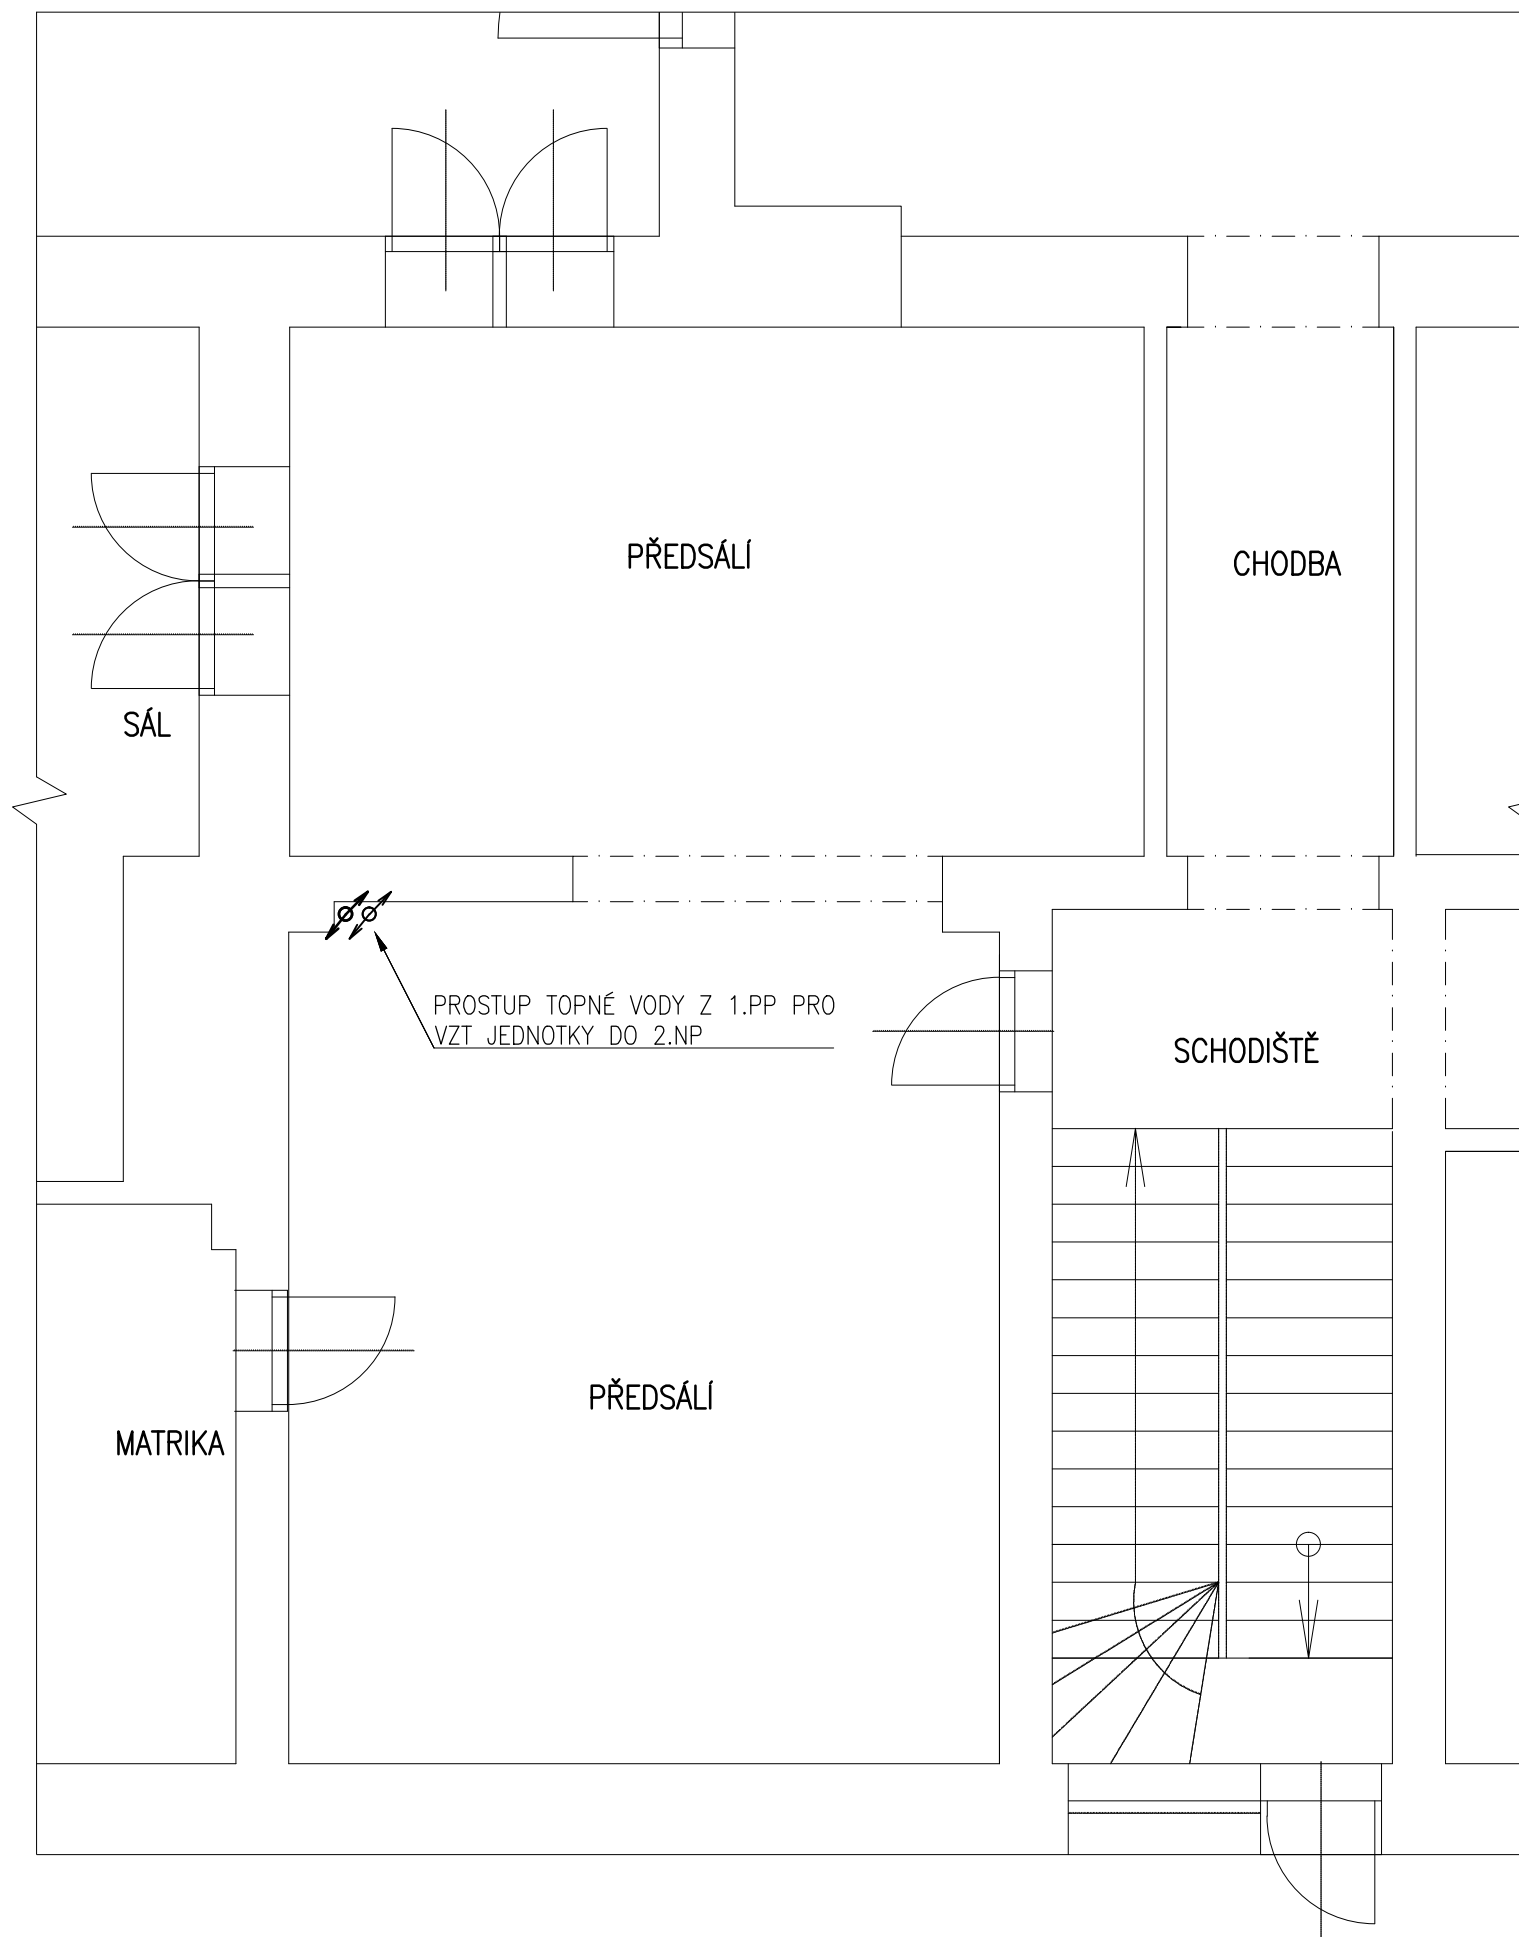 PŘEDSÁLÍ
CHODBA
SÁL
PROSTUP TOPNÉ VODY Z 1.PP PRO
VZT JEDNOTKY DO 2.NP
SCHODIŠTĚ
PŘEDSÁLÍ
MATRIKA